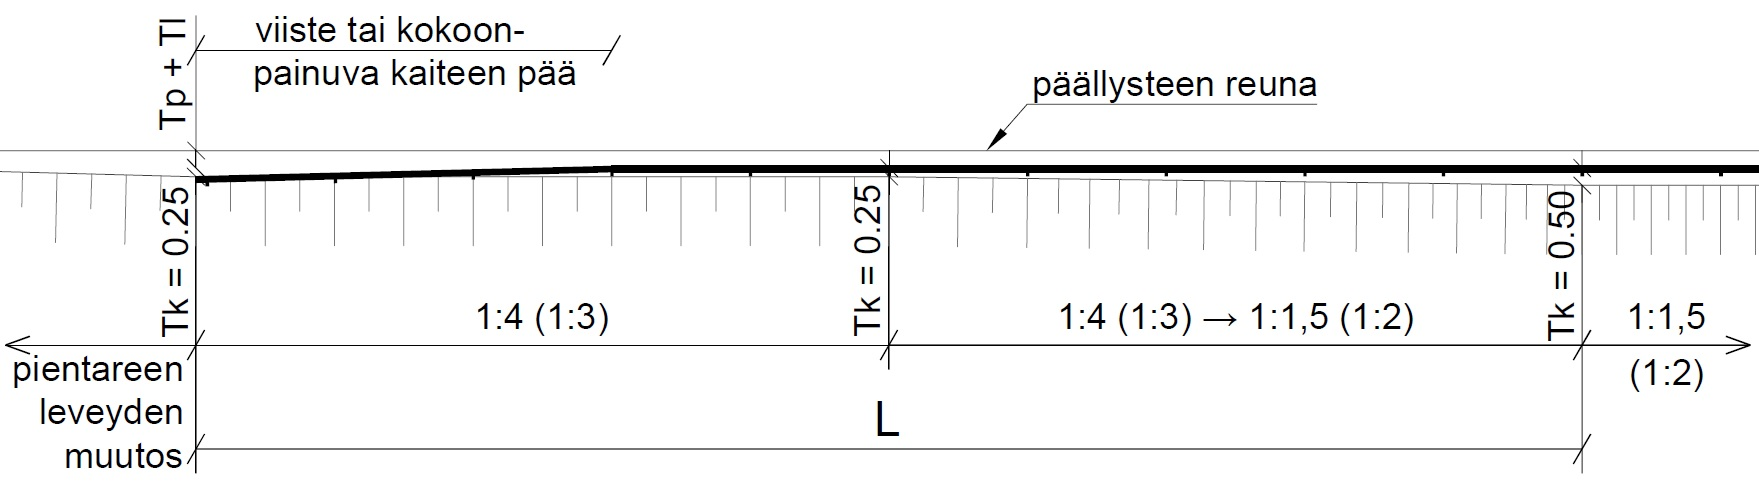 Tp + Tl
viiste tai kokoon-
painuva kaiteen pää
päällysteen reuna
Tk = 0.25
Tk = 0.25
Tk = 0.50
1:4 (1:3)
1:4 (1:3) → 1:1,5 (1:2)
1:1,5
(1:2)
pientareen
leveyden
muutos
L